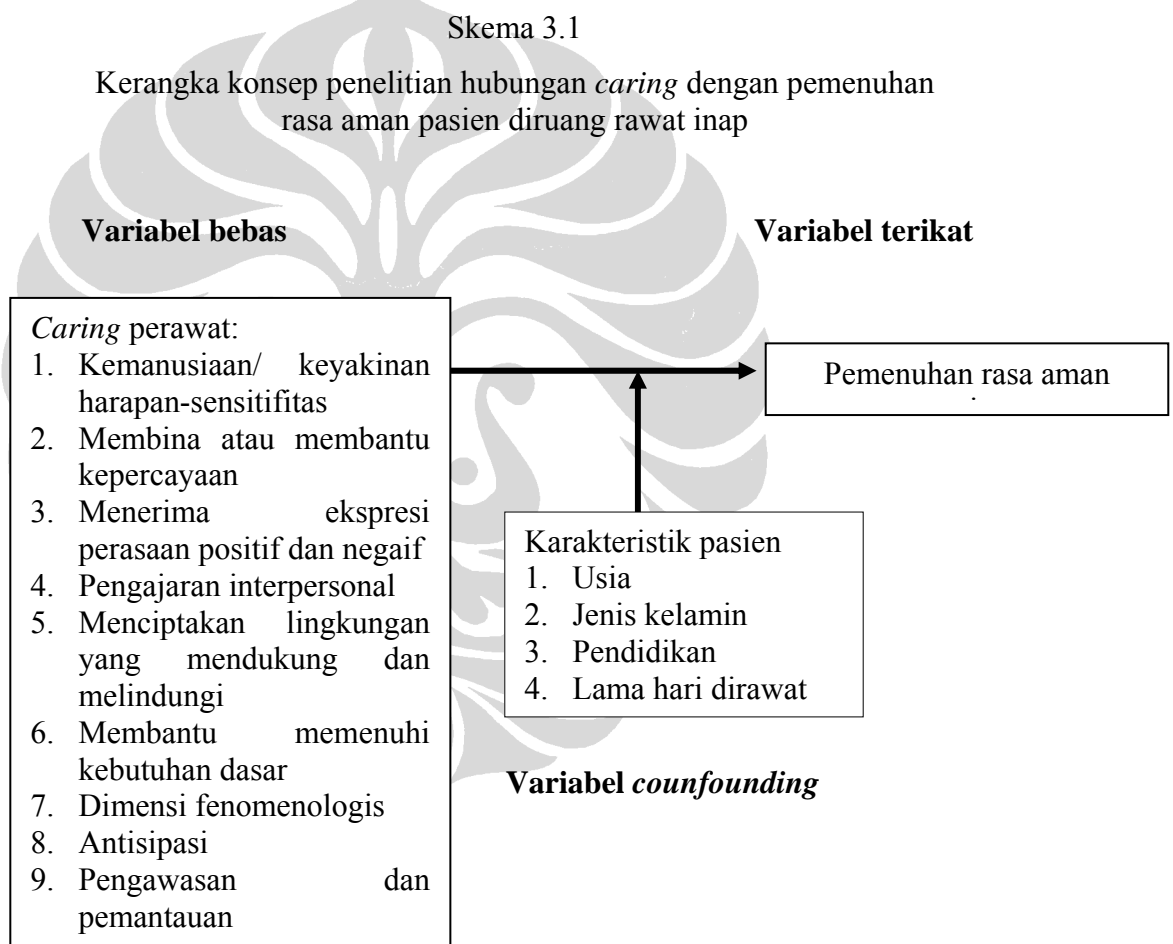 Skema 3.1
Kerangka konsep penelitian hubungan caring dengan pemenuhan
rasa aman pasien diruang rawat inap
Variabel bebas
Variabel terikat
Caring perawat:
1. Kemanusiaan/ keyakinan
harapan-sensitifitas
2. Membina atau membantu
kepercayaan
3. Menerima ekspresi
perasaan positif dan negaif
4. Pengajaran interpersonal
5. Menciptakan lingkungan
yang mendukung dan
melindungi
6. Membantu memenuhi
kebutuhan dasar
7. Dimensi fenomenologis
8. Antisipasi
9. Pengawasan dan
pemantauan
Pemenuhan rasa aman
Karakteristik pasien
1. Usia
2. Jenis kelamin
3. Pendidikan
4. Lama hari dirawat
Variabel counfounding